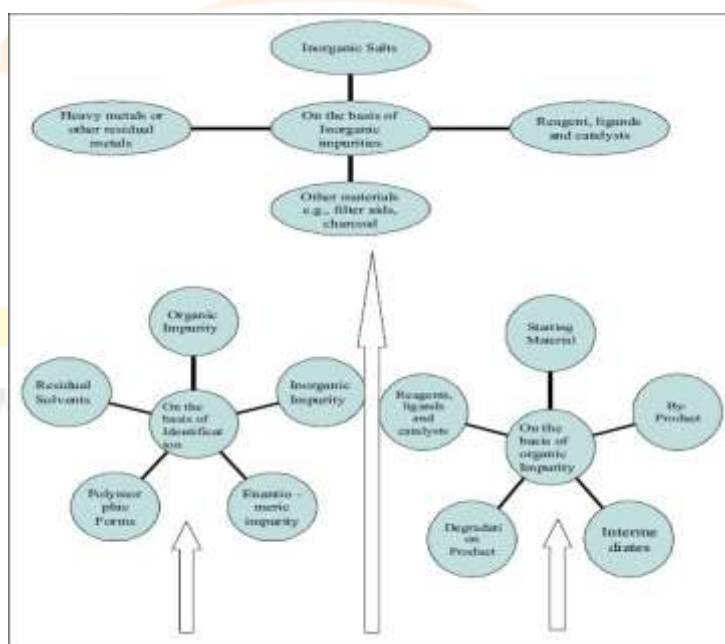 Inorganic Salts
Heavy metals or
other residual
metals
On the basis of
Inorganic
impurities
Reagent, ligands
and catalysts
Other materials
e.g., filter aids,
charcoal
Organic
Impurity
Residual
Solvants
Inorganic
Impurity
On the
basis of
Identificat
ion
Polymor
phic
Forms
Enantio -
meric
impurity
Starting
Material
Reagents,
ligands and
catalysts
By-
Product
On the
basis of
organic
Impurity
Degradati
on
Product
Interme
diates